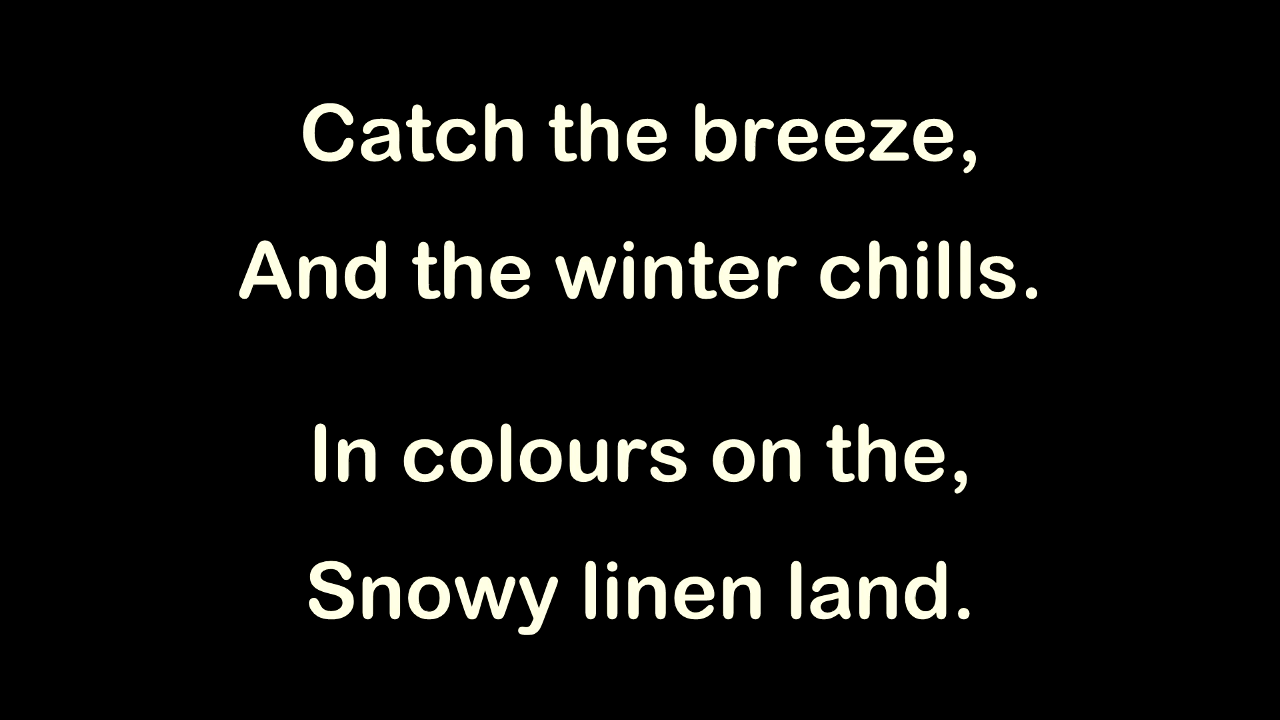 Catch the breeze,
And the winter chills.
In colours on the,
Snowy linen land.